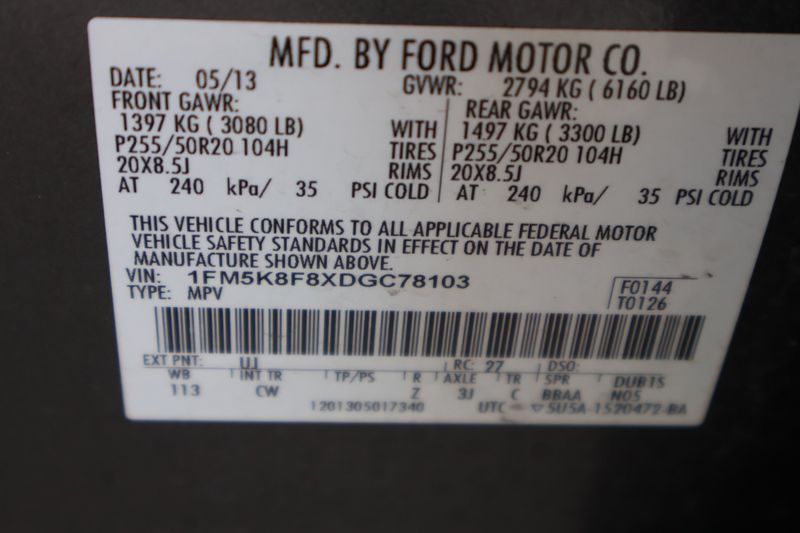 MFD. BY FORD MOTOR CO.
DATE: 05/13 GVWR: 2794 KG ( 6160 LB)
FRONT GAWR: REAR GAWR:
1397 KG ( 3080 LB) WITH 1497 KG ( 3300 LB) WITH
P255/50R20 104H TIRES P255/50R20 104H TIRES
20X8.5J RIMS 20X8.5J RIMS
AT 240 kPa/ 35 PSI COLD AT 240 kPa/ 35 PSI COLD
THIS VEHICLE CONFORMS TO ALL APPLICABLE FEDERAL MOTOR
VEHICLE SAFETY STANDARDS IN EFFECT ON THE DATE OF
MANUFACTURE SHOWN ABOVE.
VIN: 1FM5K8F8XDGC78103 F0144
TYPE: MPV T0126
EXT PNT: UJ RC: 27 DSO:
WB INT TR TP/PS R AXLE TR SPR DUBTS
113 CW Z 3J C BBAA N05
1201305017340 UTC 5U5A-1520472-BA